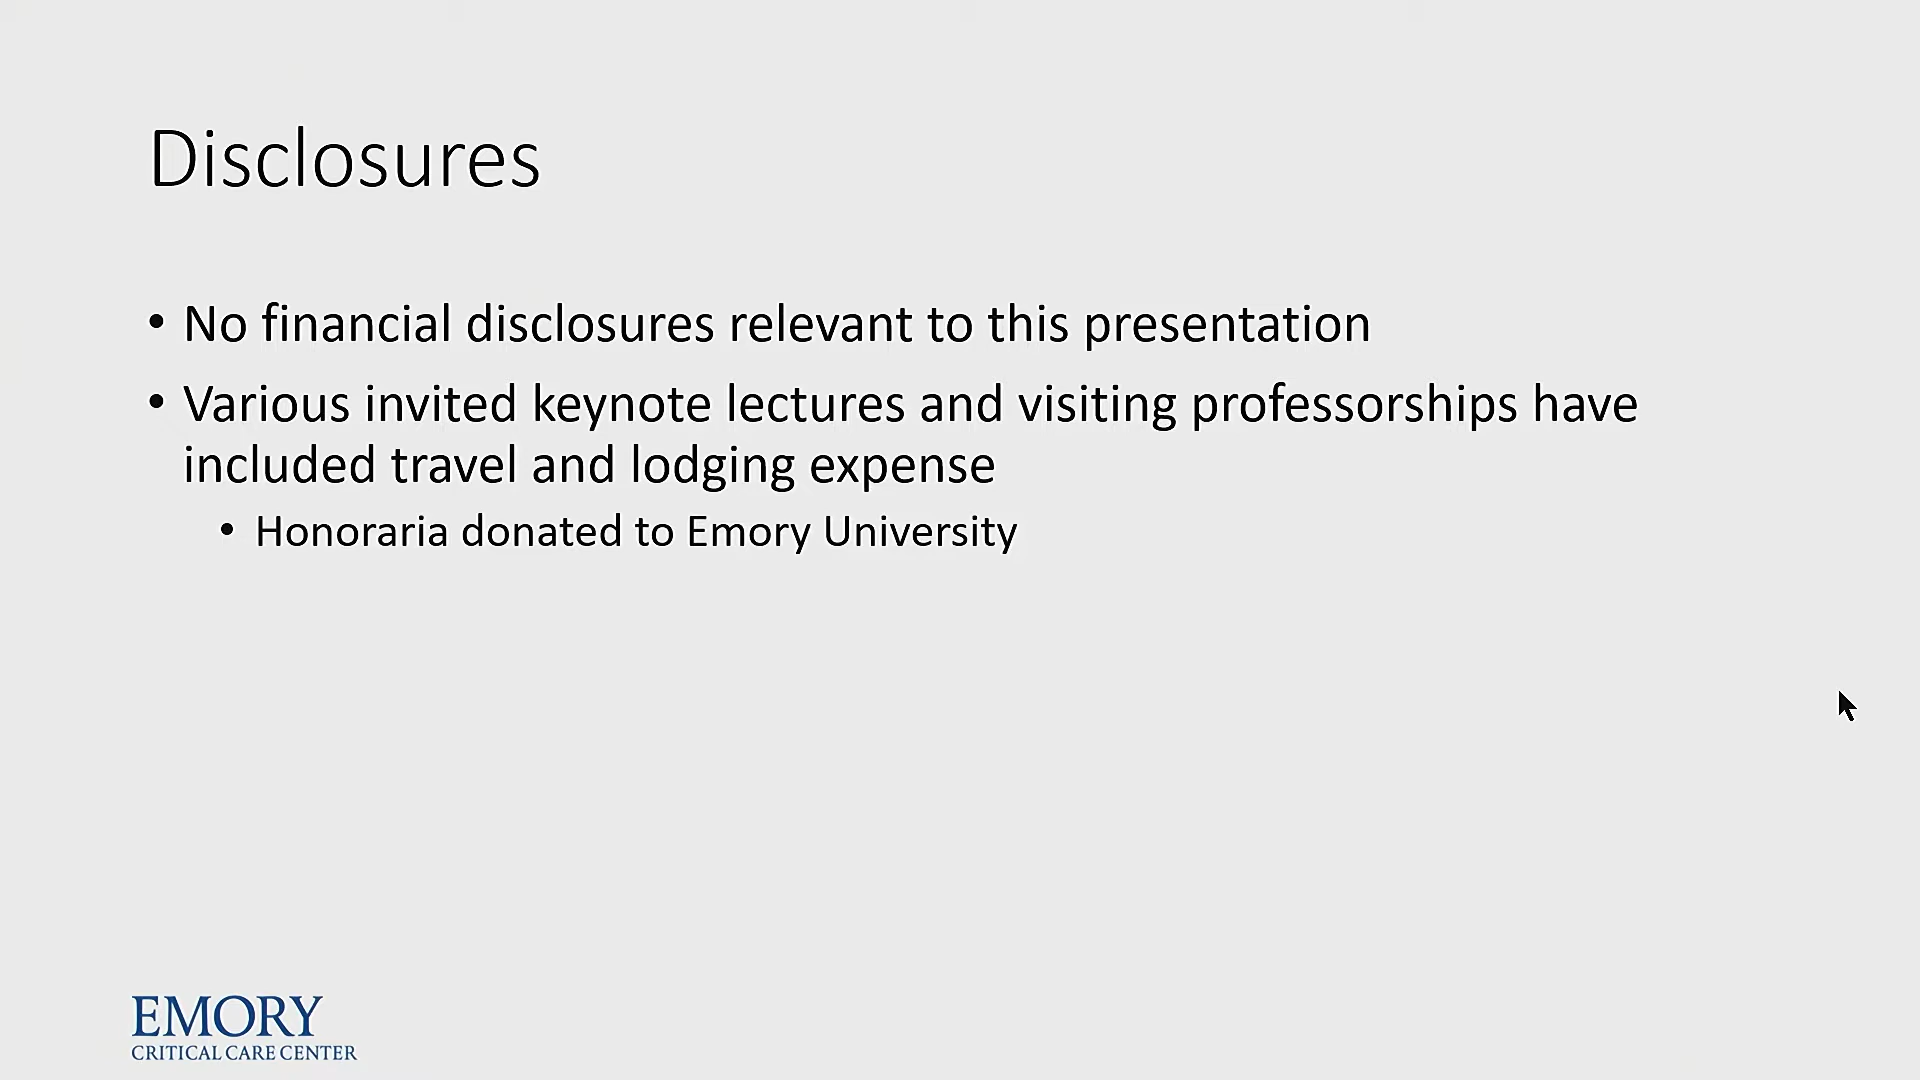 Disclosures
• No financial disclosures relevant to this presentation
• Various invited keynote lectures and visiting professorships have
included travel and lodging expense
• Honoraria donated to Emory University
EMORY
CRITICAL CARE CENTER